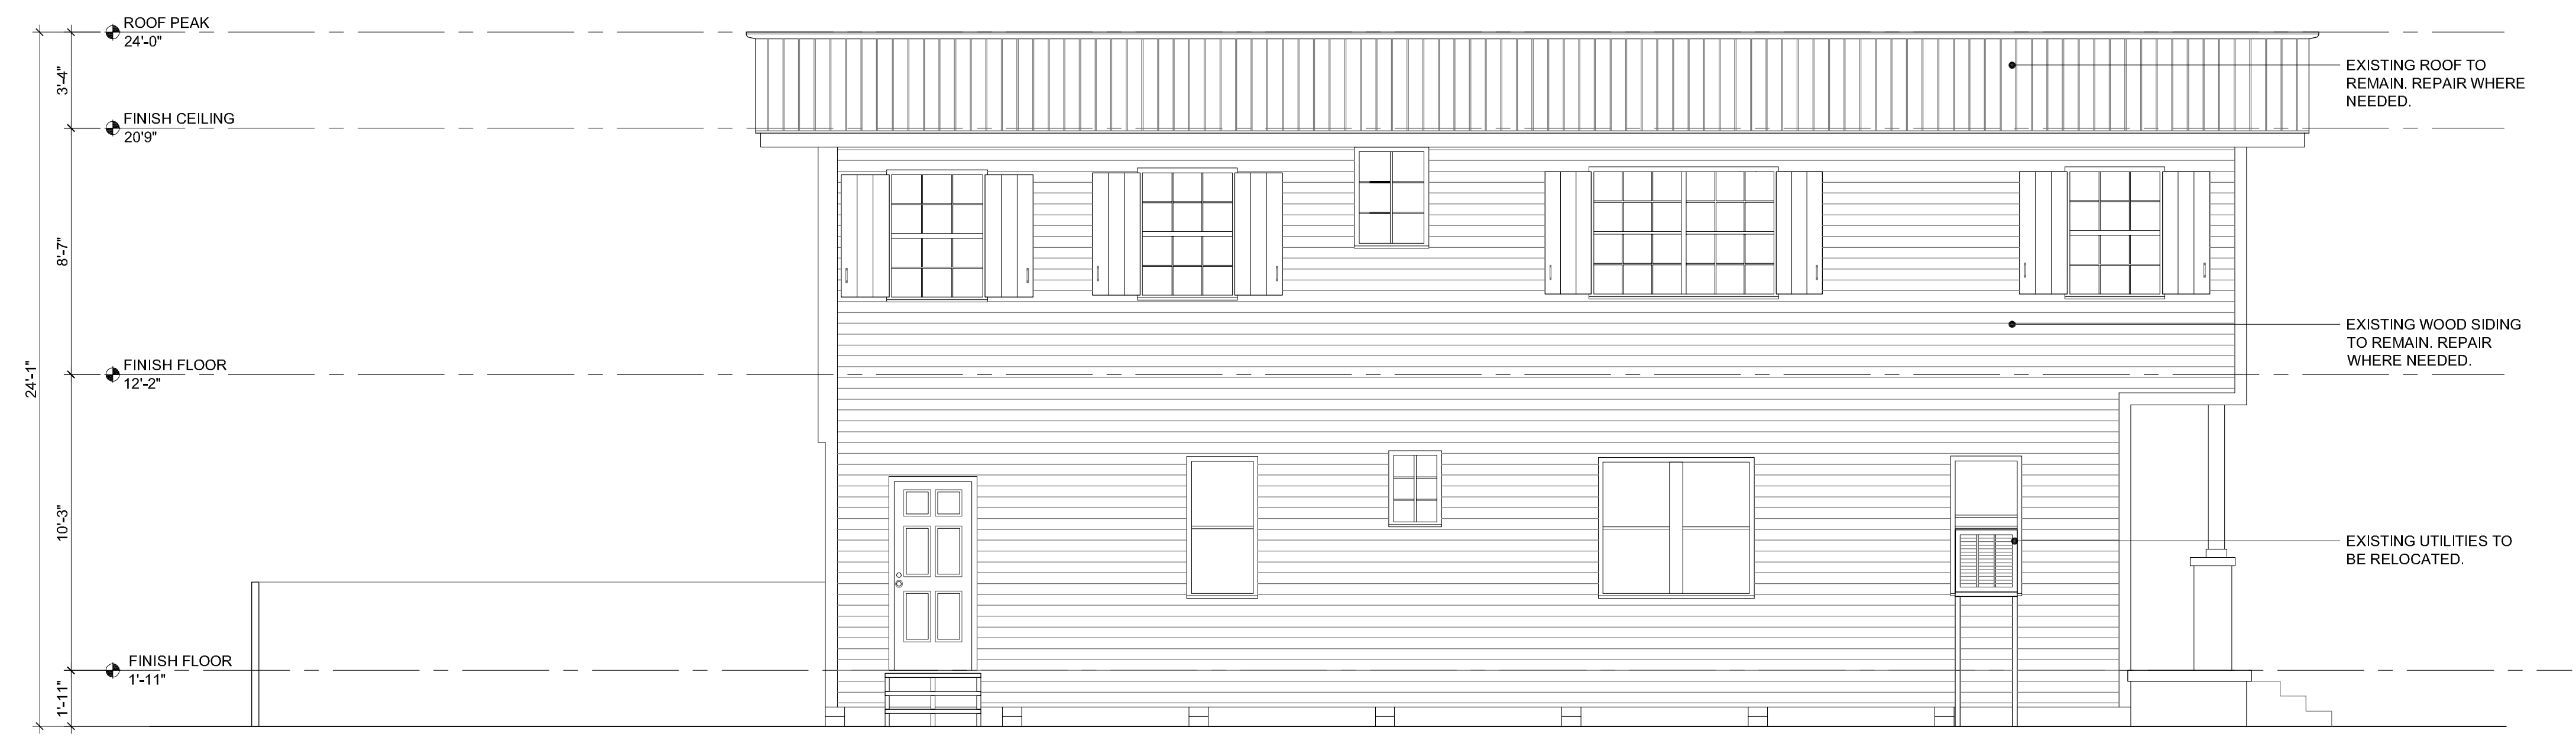 ROOF PEAK
24'-0"
3'-4"
EXISTING ROOF TO
REMAIN. REPAIR WHERE
NEEDED.
FINISH CEILING
20'9"
8'-7"
EXISTING WOOD SIDING
TO REMAIN. REPAIR
WHERE NEEDED.
FINISH FLOOR
12'-2"
24'-1"
10'-3"
EXISTING UTILITIES TO
BE RELOCATED.
FINISH FLOOR
1'-11"
1'-11"